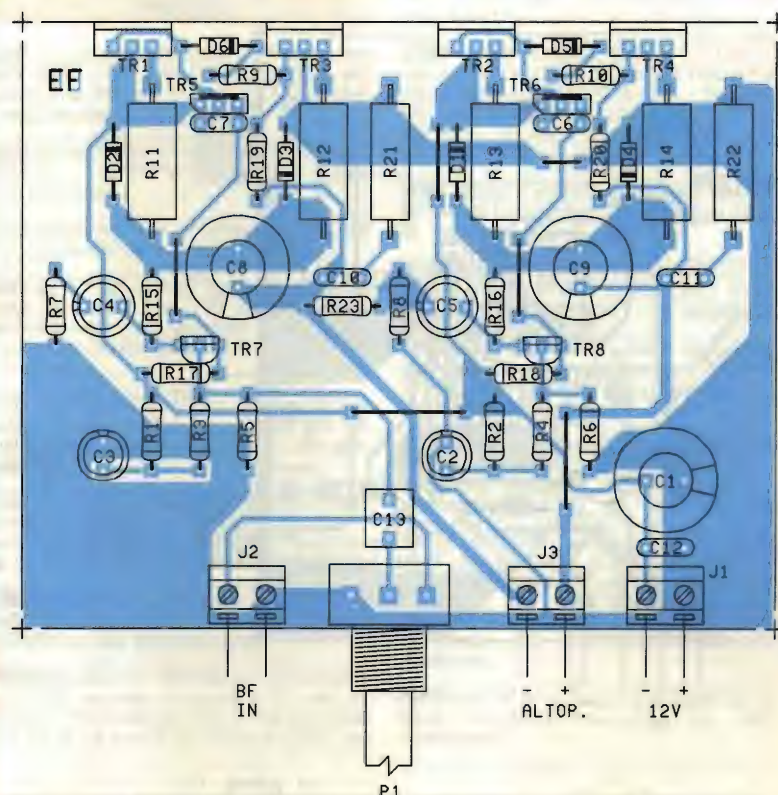 D6 D5
TR1 TR3 TR2 TR4
EF TR5 R9 TR6 R10
C7 C6
D2 R11 R19 D3 R12 R21 D1 R13 R20 D4 R14 R22
C8 C9
C10 C11
R7 C4 R15 R23 R8 C5 R16
TR7 TR8
R17 R18
R1 R3 R5 R2 R4 R6
C3 C2 C1
C13
C12
J2 J3 J1
- + - +
BF ALTOP. 12V
IN
P1